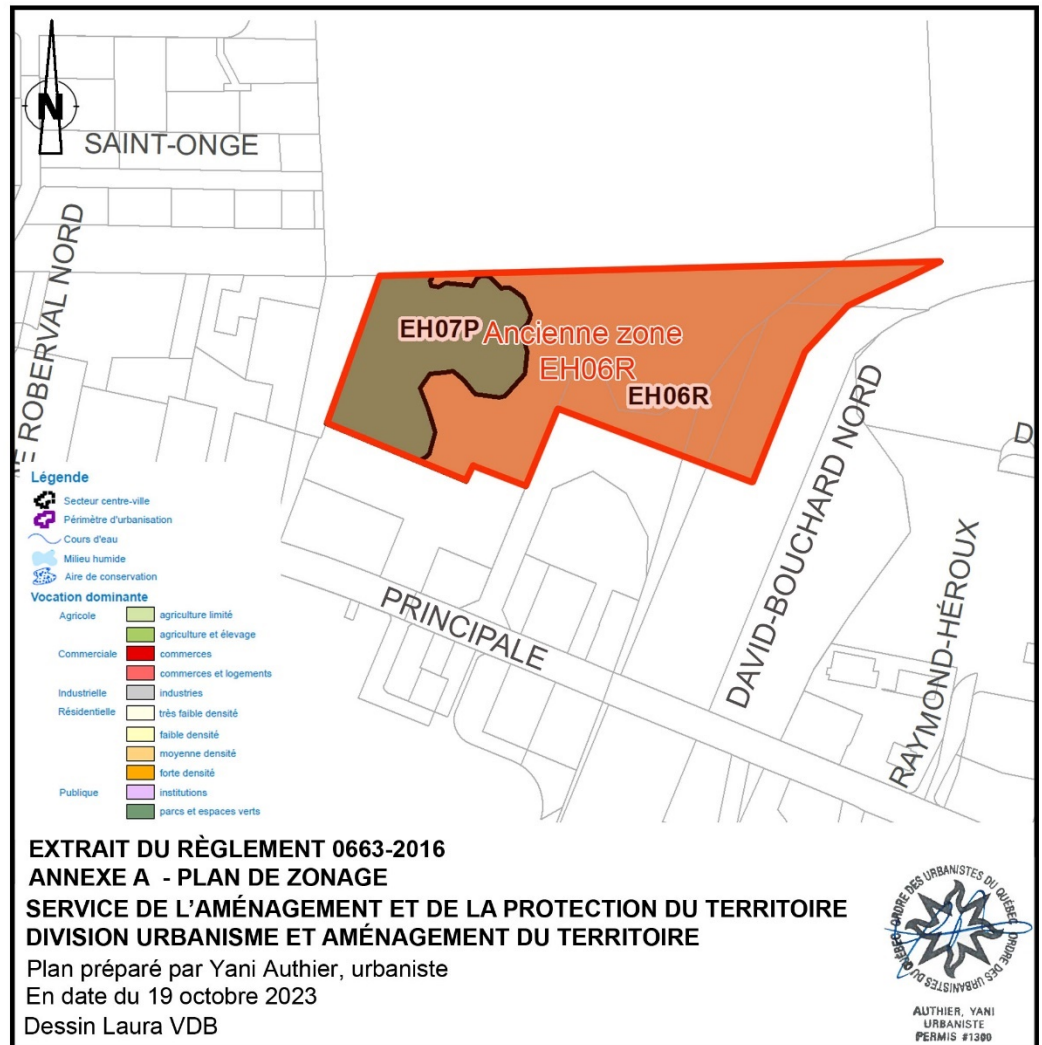 N
SAINT-ONGE
ROBERVAL NORD
EH07P
Ancienne zone
EH06R
EH06R
DAVID-BOUCHARD NORD
D
RAYMOND-HÉROUX
PRINCIPALE
Légende
Secteur centre-ville
Périmètre d'urbanisation
Cours d'eau
Milieu humide
Aire de conservation
Vocation dominante
Agricole agriculture limité
agriculture et élevage
Commerciale commerces
commerces et logements
Industrielle industries
Résidentielle très faible densité
faible densité
moyenne densité
forte densité
Publique institutions
parcs et espaces verts
EXTRAIT DU RÈGLEMENT 0663-2016
ANNEXE A - PLAN DE ZONAGE
SERVICE DE L'AMÉNAGEMENT ET DE LA PROTECTION DU TERRITOIRE
DIVISION URBANISME ET AMÉNAGEMENT DU TERRITOIRE
Plan préparé par Yani Authier, urbaniste
En date du 19 octobre 2023
Dessin Laura VDB
ORDRE DES URBANISTES DU QUÉBEC
ORDRE DES URBANISTES DU QUÉBEC
AUTHIER, YANI
URBANISTE
PERMIS #1300